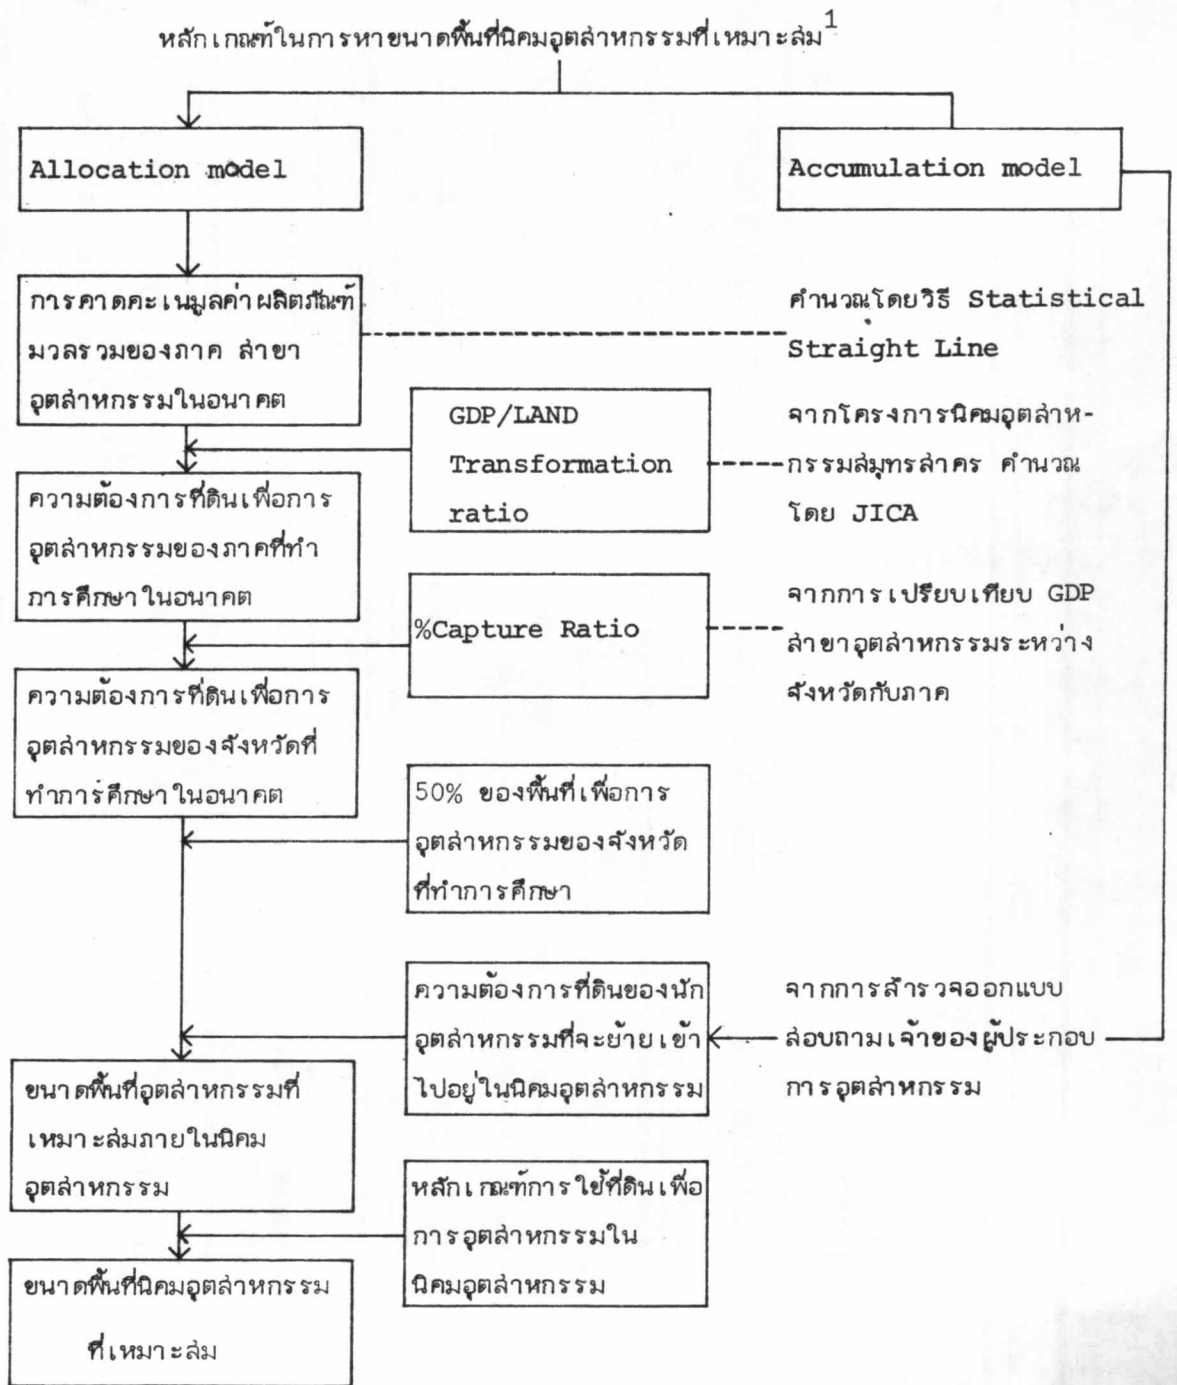 หลักเกณฑ์ในการหาขนาดพื้นที่นิคมอุตสาหกรรมที่เหมาะสม1
Allocation model
Accumulation model
การคาดคะเนมูลค่าผลิตภัณฑ์
มวลรวมของภาค สาขา
อุตสาหกรรมในอนาคต
คำนวณโดยวิธี Statistical
Straight Line
GDP/LAND
Transformation
ratio
จากโครงการนิคมอุตสาห-
กรรมสมุทรสาคร คำนวณ
โดย JICA
ความต้องการที่ดินเพื่อการ
อุตสาหกรรมของภาคที่ทำ
การศึกษาในอนาคต
%Capture Ratio
จากการเปรียบเทียบ GDP
สาขาอุตสาหกรรมระหว่าง
จังหวัดกับภาค
ความต้องการที่ดินเพื่อการ
อุตสาหกรรมของจังหวัดที่
ทำการศึกษาในอนาคต
50% ของพื้นที่เพื่อการ
อุตสาหกรรมของจังหวัด
ที่ทำการศึกษา
ความต้องการที่ดินของนัก
อุตสาหกรรมที่จะย้ายเข้า
ไปอยู่ในนิคมอุตสาหกรรม
จากการสำรวจออกแบบ
สอบถามเจ้าของผู้ประกอบ
การอุตสาหกรรม
ขนาดพื้นที่อุตสาหกรรมที่
เหมาะสมภายในนิคม
อุตสาหกรรม
หลักเกณฑ์การใช้ที่ดินเพื่อ
การอุตสาหกรรมใน
นิคมอุตสาหกรรม
ขนาดพื้นที่นิคมอุตสาหกรรม
ที่เหมาะสม